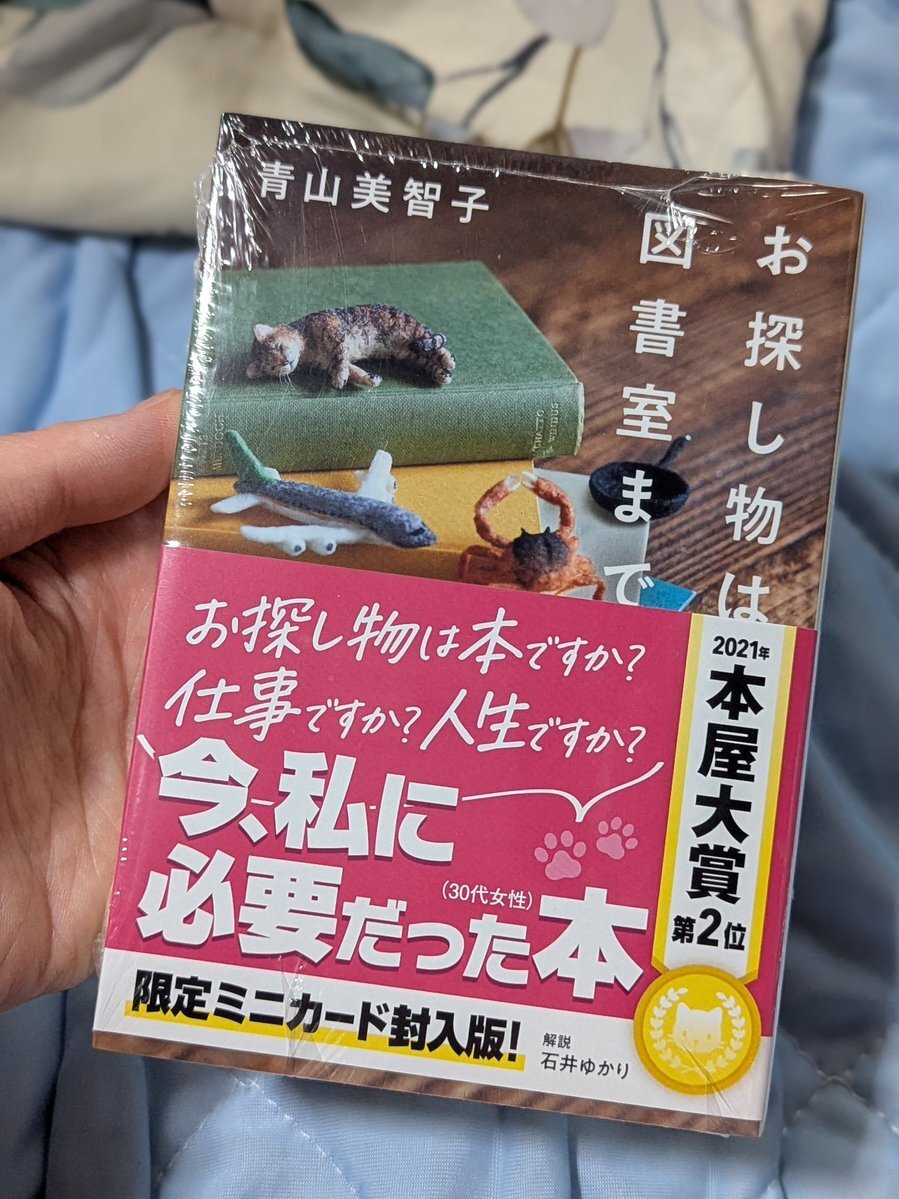 青山美智子
お探し物は
図書室まで
お探し物は本ですか?
仕事ですか?人生ですか?
今、私に
必要だった本
(30代女性)
2021年
本屋大賞
第2位
限定ミニカード封入版!
解説
石井ゆかり
CHATTO
& WINDUS